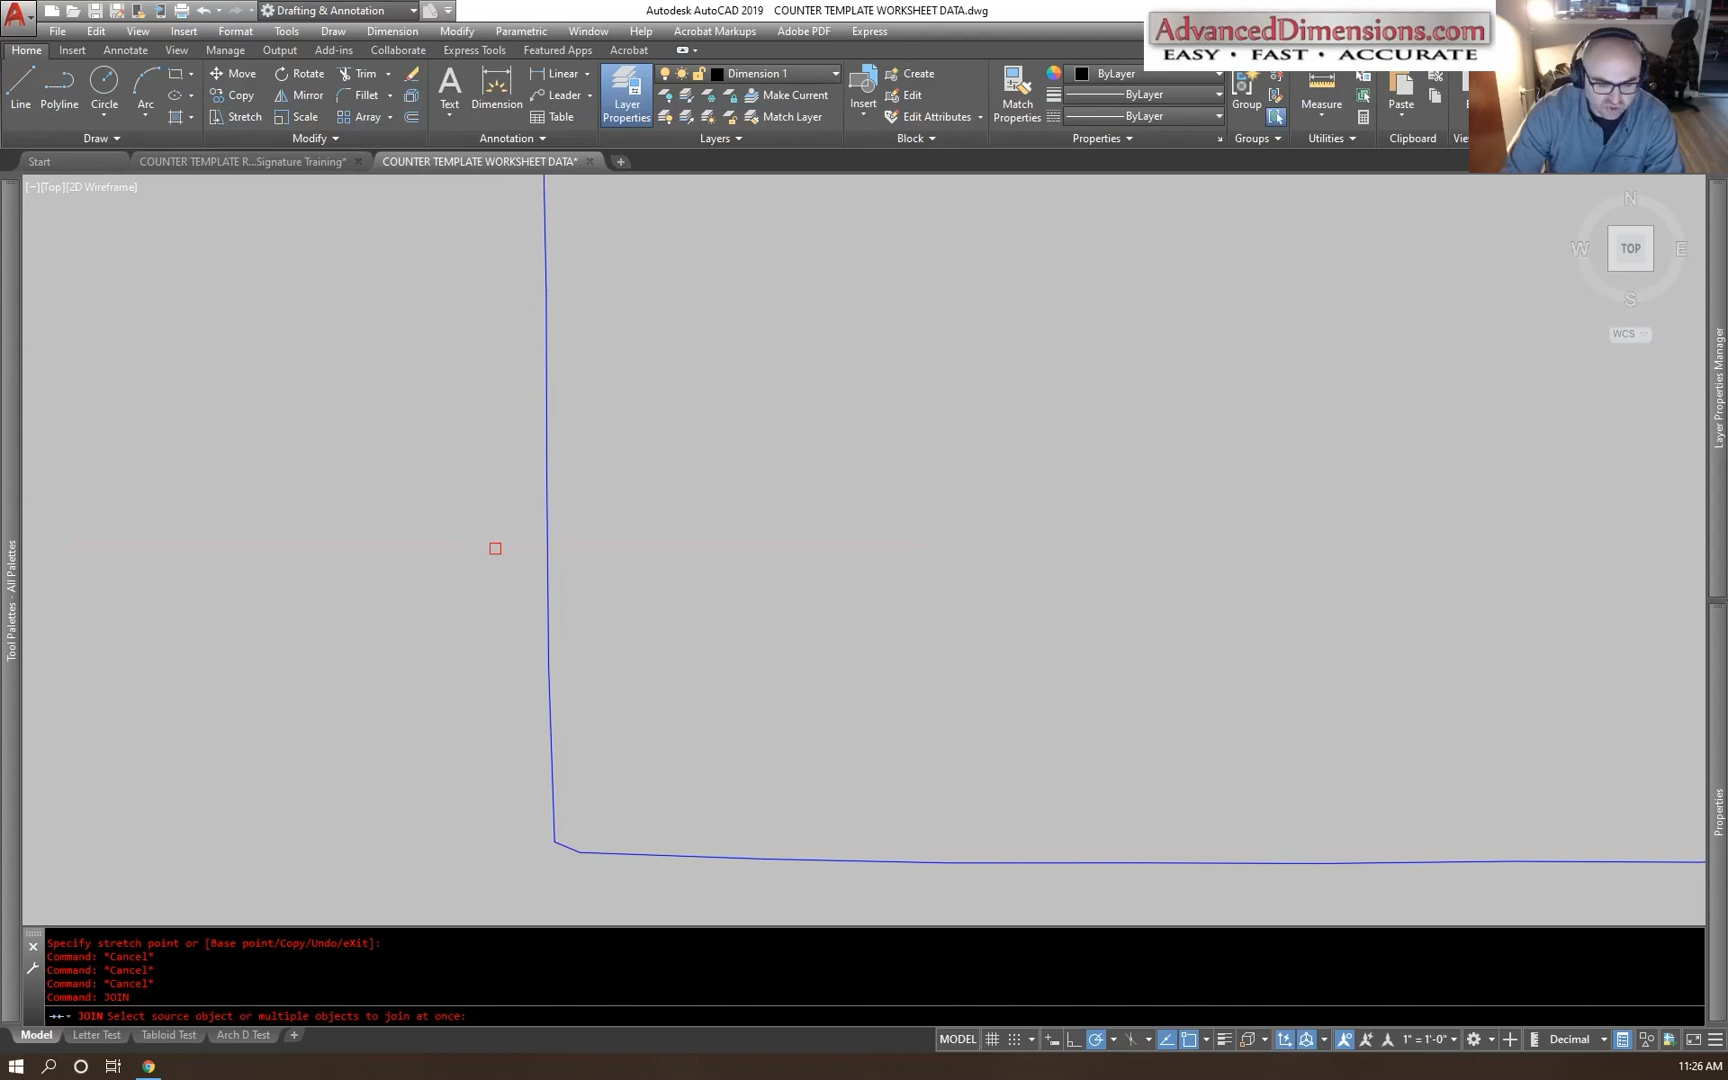 Drafting & Annotation
Autodesk AutoCAD 2019 COUNTER TEMPLATE WORKSHEET DATA.dwg
AdvancedDimensions.com
EASY • FAST • ACCURATE
File Edit View Insert Format Tools Draw Dimension Modify Parametric Window Help Acrobat Markups Adobe PDF Express
Home Insert Annotate View Manage Output Add-ins Collaborate Express Tools Featured Apps Acrobat
Line Polyline Circle Arc
Move Rotate Trim
Copy Mirror Fillet
Stretch Scale Array
Text Dimension
Linear
Leader
Table
Layer Properties
Dimension 1
Make Current
Match Layer
Insert
Create
Edit
Edit Attributes
Match Properties
ByLayer
ByLayer
ByLayer
Group Measure Paste
Draw Modify Annotation Layers Block Properties Groups Utilities Clipboard
Start COUNTER TEMPLATE R...Signature Training* COUNTER TEMPLATE WORKSHEET DATA*
[−][Top][2D Wireframe]
N
W TOP E
S
WCS
Tool Palettes - All Palettes
Layer Properties Manager
Properties
Specify stretch point or [Base point/Copy/Undo/eXit]:
Command: *Cancel*
Command: *Cancel*
Command: *Cancel*
Command: JOIN
JOIN Select source object or multiple objects to join at once:
Model Letter Test Tabloid Test Arch D Test
MODEL 1" = 1'-0" Decimal
11:26 AM